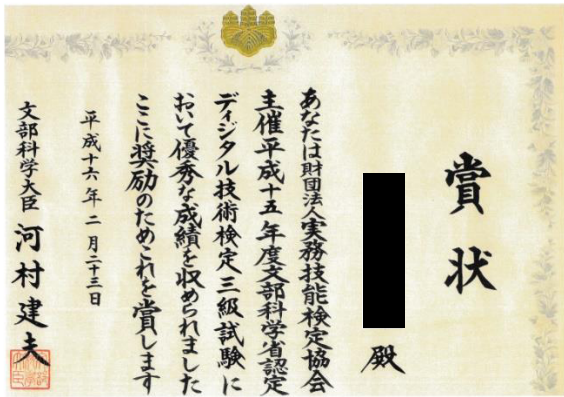 賞状
殿
あなたは財団法人実務技能検定協会
主催平成十五年度文部科学省認定
ディジタル技術検定三級試験に
おいて優秀な成績を収められました
ここに奨励のためこれを賞します
平成十六年二月二十三日
文部科学大臣 河村建夫